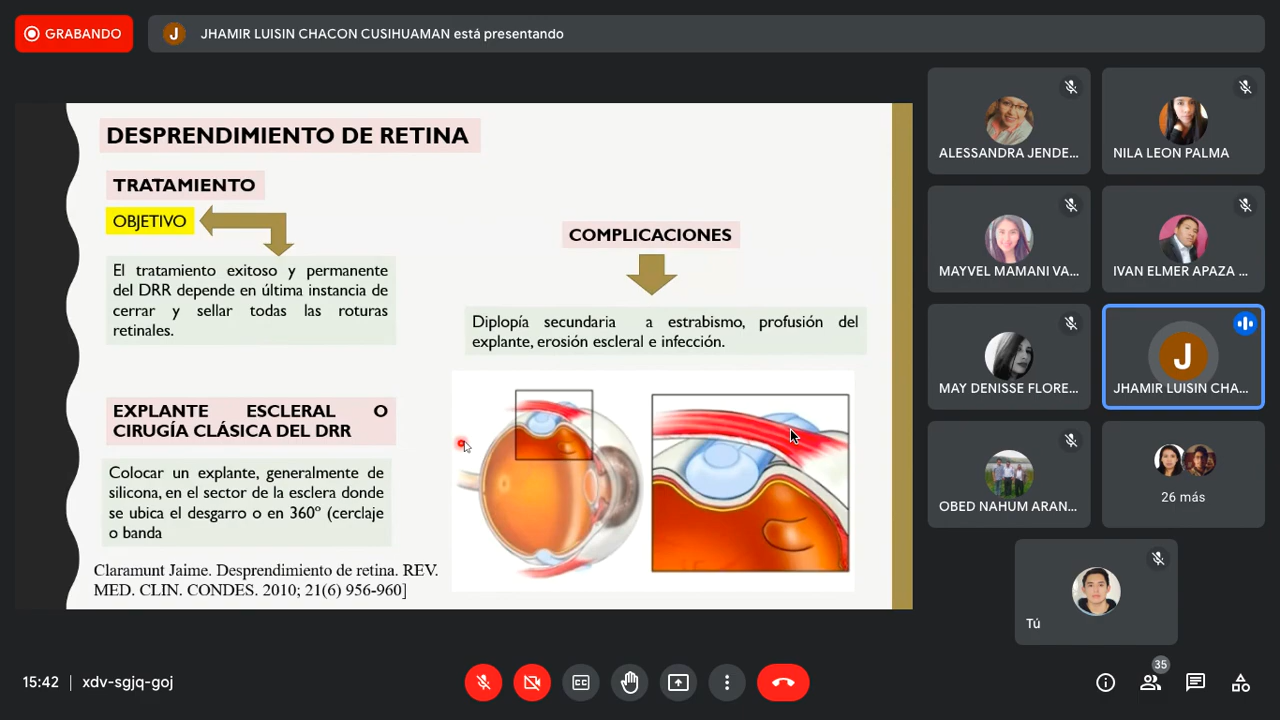 GRABANDO
J
JHAMIR LUISIN CHACON CUSIHUAMAN está presentando
DESPRENDIMIENTO DE RETINA
TRATAMIENTO
OBJETIVO
El tratamiento exitoso y permanente
del DRR depende en última instancia de
cerrar y sellar todas las roturas
retinales.
EXPLANTE ESCLERAL O
CIRUGÍA CLÁSICA DEL DRR
Colocar un explante, generalmente de
silicona, en el sector de la esclera donde
se ubica el desgarro o en 360º (cerclaje
o banda
Claramunt Jaime. Desprendimiento de retina. REV.
MED. CLIN. CONDES. 2010; 21(6) 956-960]
COMPLICACIONES
Diplopía secundaria a estrabismo, profusión del
explante, erosión escleral e infección.
ALESSANDRA JENDE...
NILA LEON PALMA
MAYVEL MAMANI VA...
IVAN ELMER APAZA ...
MAY DENISSE FLORE...
J
JHAMIR LUISIN CHA...
OBED NAHUM ARAN...
26 más
Tú
15:42 | xdv-sgjq-goj
CC
35